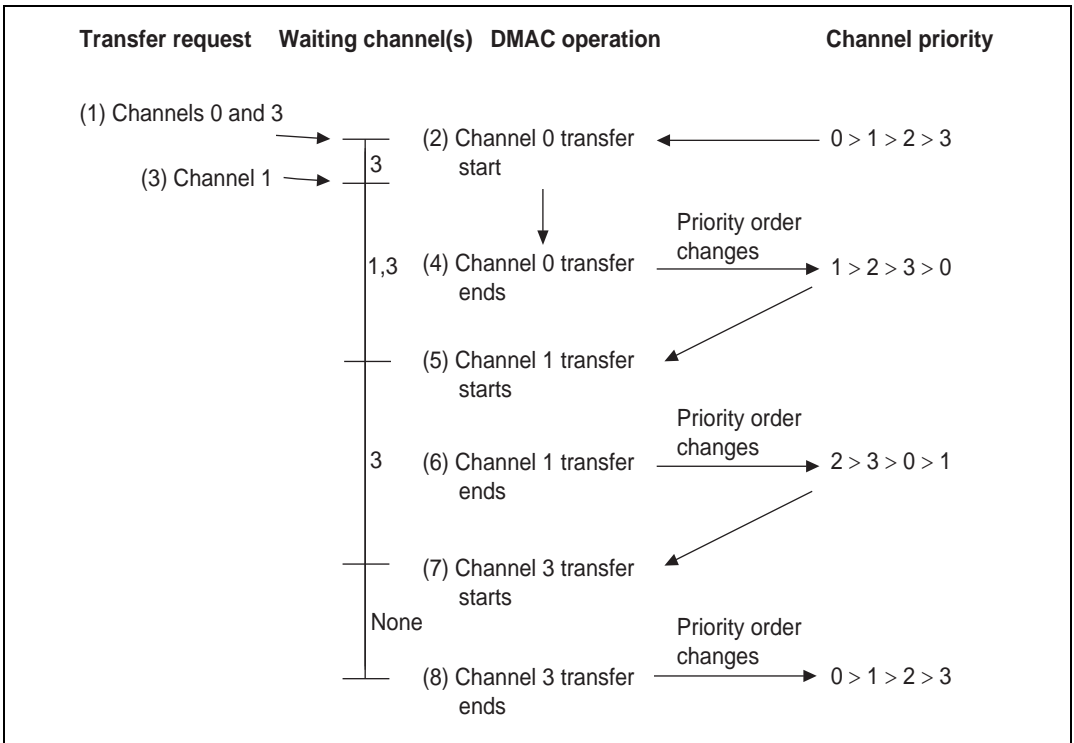 Transfer request Waiting channel(s) DMAC operation Channel priority
(1) Channels 0 and 3
(2) Channel 0 transfer start
0 > 1 > 2 > 3
3
(3) Channel 1
1,3
(4) Channel 0 transfer ends
Priority order changes
1 > 2 > 3 > 0
(5) Channel 1 transfer starts
3
(6) Channel 1 transfer ends
Priority order changes
2 > 3 > 0 > 1
(7) Channel 3 transfer starts
None
(8) Channel 3 transfer ends
Priority order changes
0 > 1 > 2 > 3